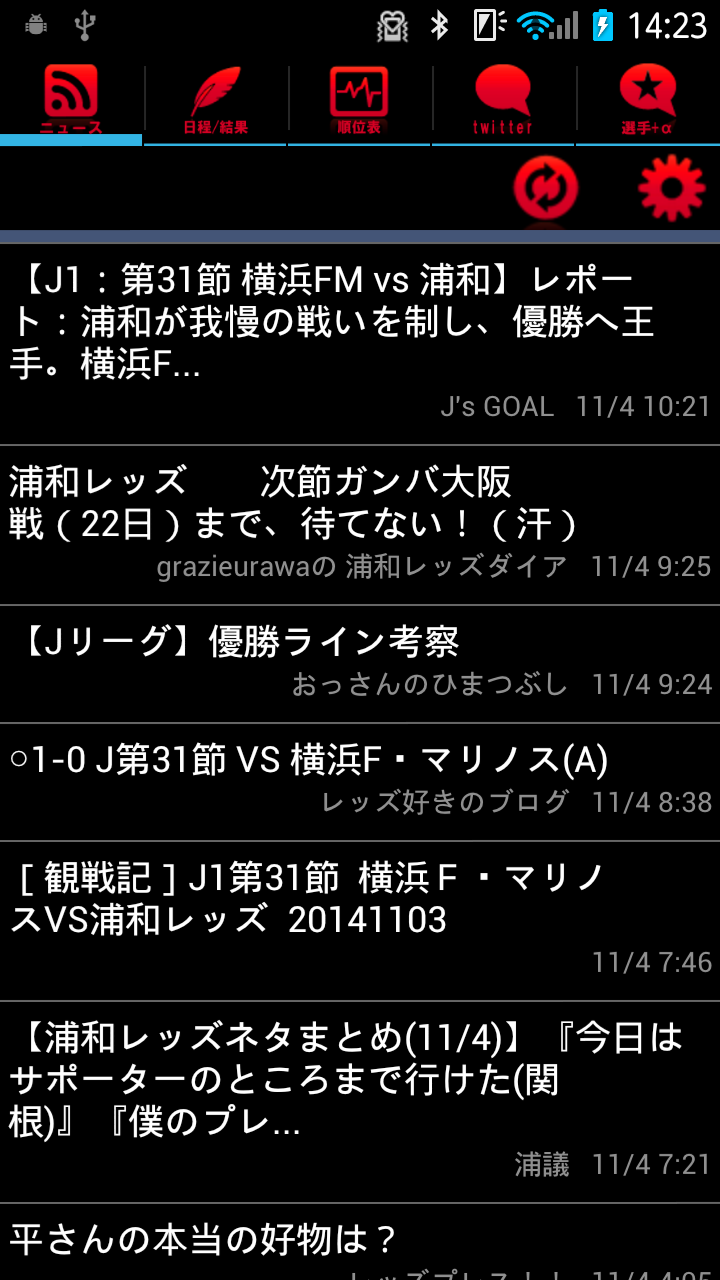 14:23
ニュース
日程/結果
順位表
twitter
選手+α
【J1：第31節 横浜FM vs 浦和】レポー
ト：浦和が我慢の戦いを制し、優勝へ王
手。横浜F...
J's GOAL 11/4 10:21
浦和レッズ　　次節ガンバ大阪
戦（22日）まで、待てない！（汗）
grazieurawaの 浦和レッズダイア 11/4 9:25
【Jリーグ】優勝ライン考察
おっさんのひまつぶし 11/4 9:24
○1-0 J第31節 VS 横浜F・マリノス(A)
レッズ好きのブログ 11/4 8:38
［観戦記］J1第31節 横浜Ｆ・マリノ
スVS浦和レッズ 20141103
11/4 7:46
【浦和レッズネタまとめ(11/4)】『今日は
サポーターのところまで行けた(関
根)』『僕のプレ...
浦議 11/4 7:21
平さんの本当の好物は？